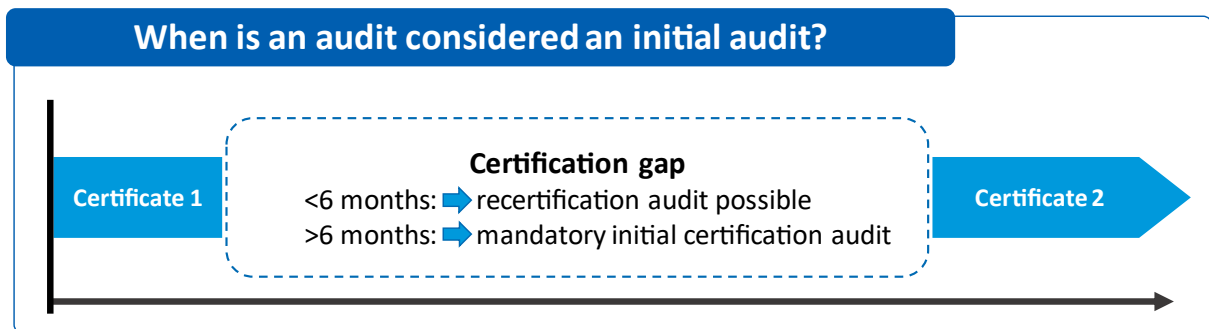 When is an audit considered an initial audit?
Certification gap
Certificate 1
<6 months: ➡ recertification audit possible
>6 months: ➡ mandatory initial certification audit
Certificate 2